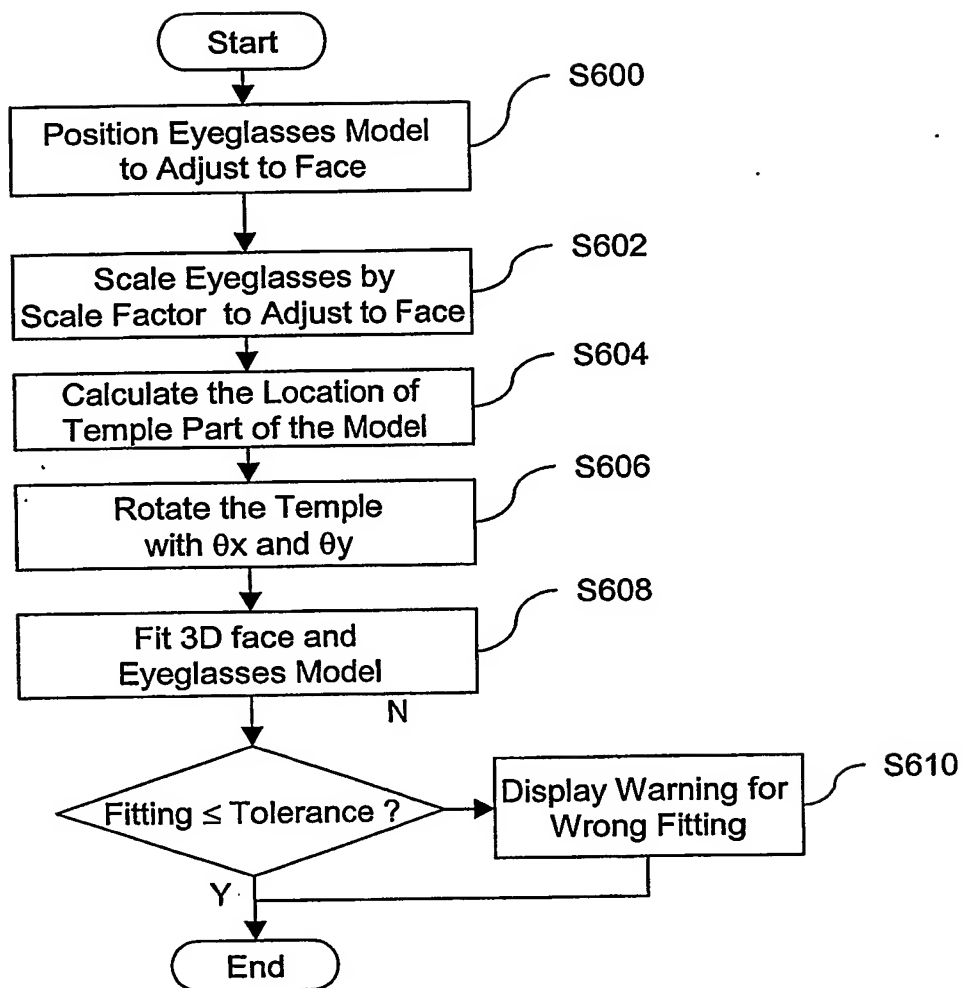 Start
S600
Position Eyeglasses Model
to Adjust to Face
S602
Scale Eyeglasses by
Scale Factor to Adjust to Face
S604
Calculate the Location of
Temple Part of the Model
S606
Rotate the Temple
with θx and θy
S608
Fit 3D face and
Eyeglasses Model
N
Fitting ≤ Tolerance ?
S610
Display Warning for
Wrong Fitting
Y
End